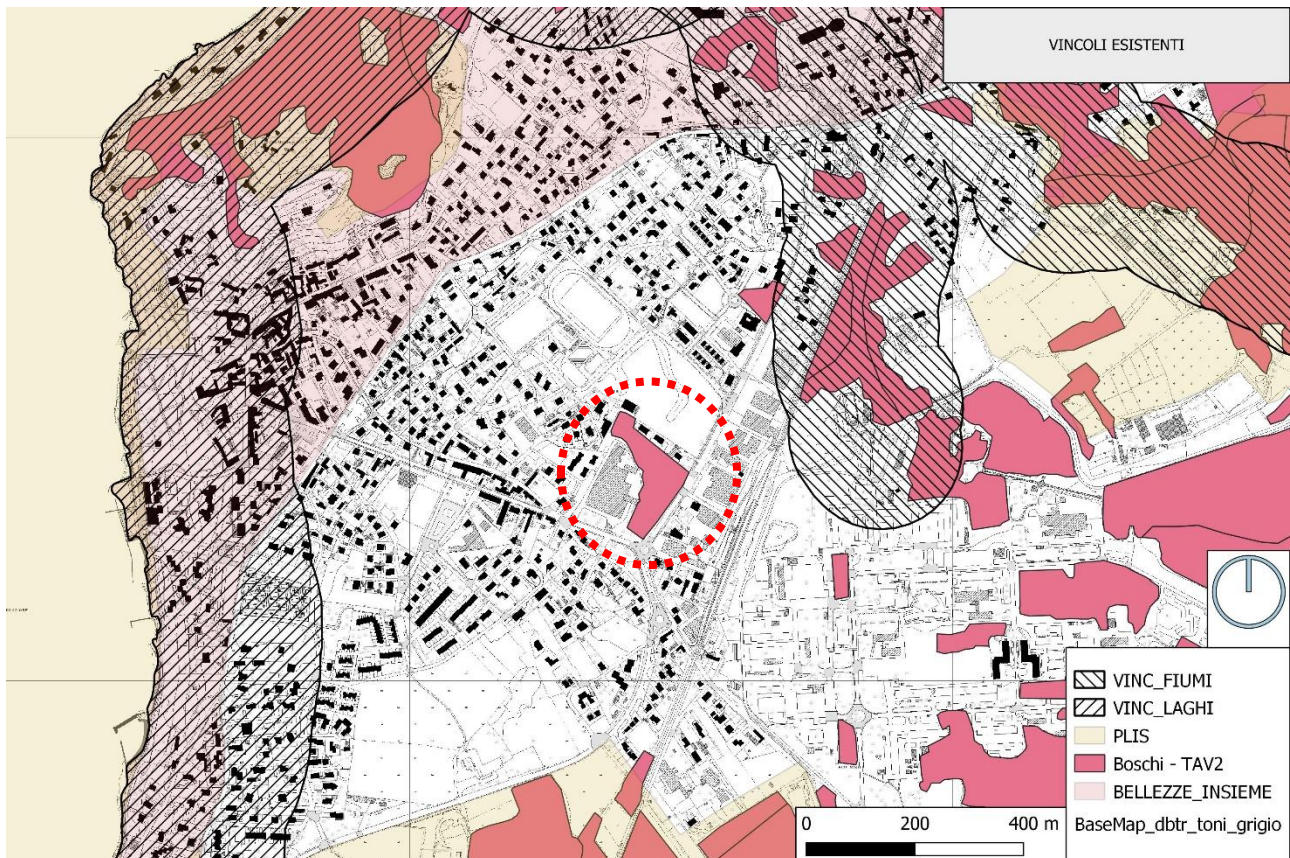 VINCOLI ESISTENTI
VINC_FIUMI
VINC_LAGHI
PLIS
Boschi - TAV2
BELLEZZE_INSIEME
BaseMap_dbtr_toni_grigio
0 200 400 m